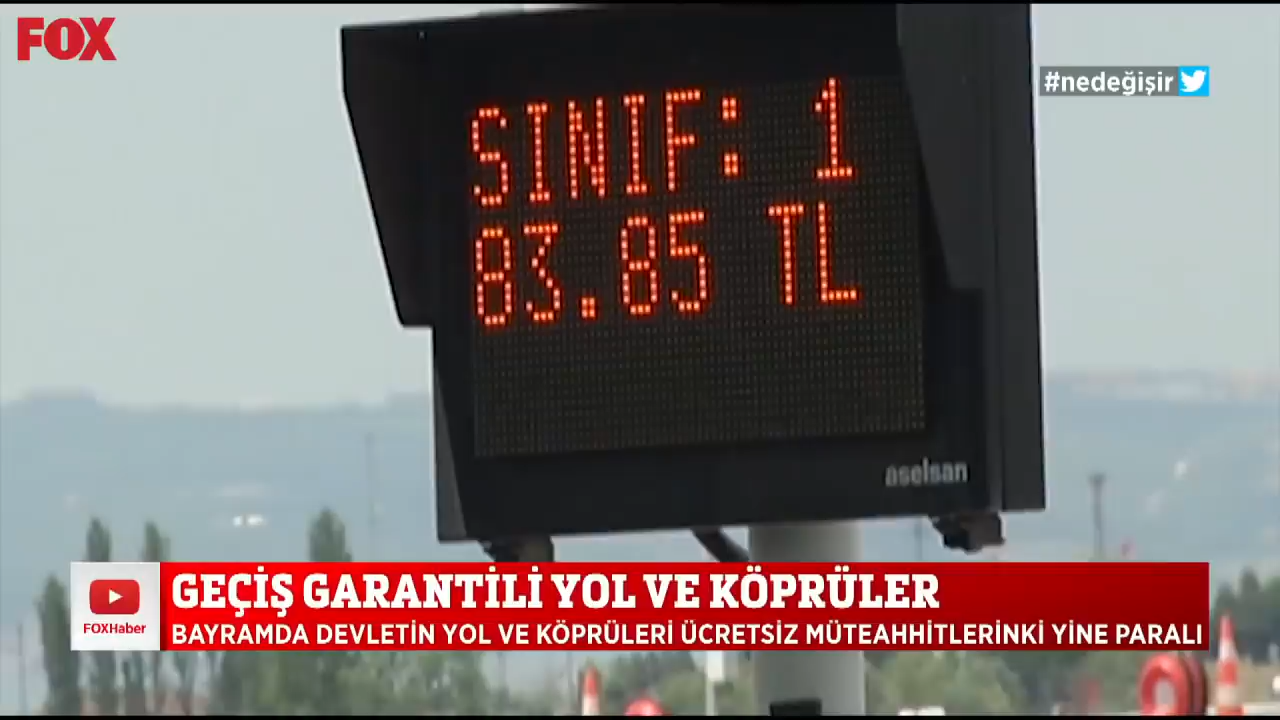 FOX
#nedeğişir
SINIF: 1
83.85 TL
aselsan
GEÇİŞ GARANTİLİ YOL VE KÖPRÜLER
FOXHaber
BAYRAMDA DEVLETİN YOL VE KÖPRÜLERİ ÜCRETSİZ MÜTEAHHİTLERİNKİ YİNE PARALI